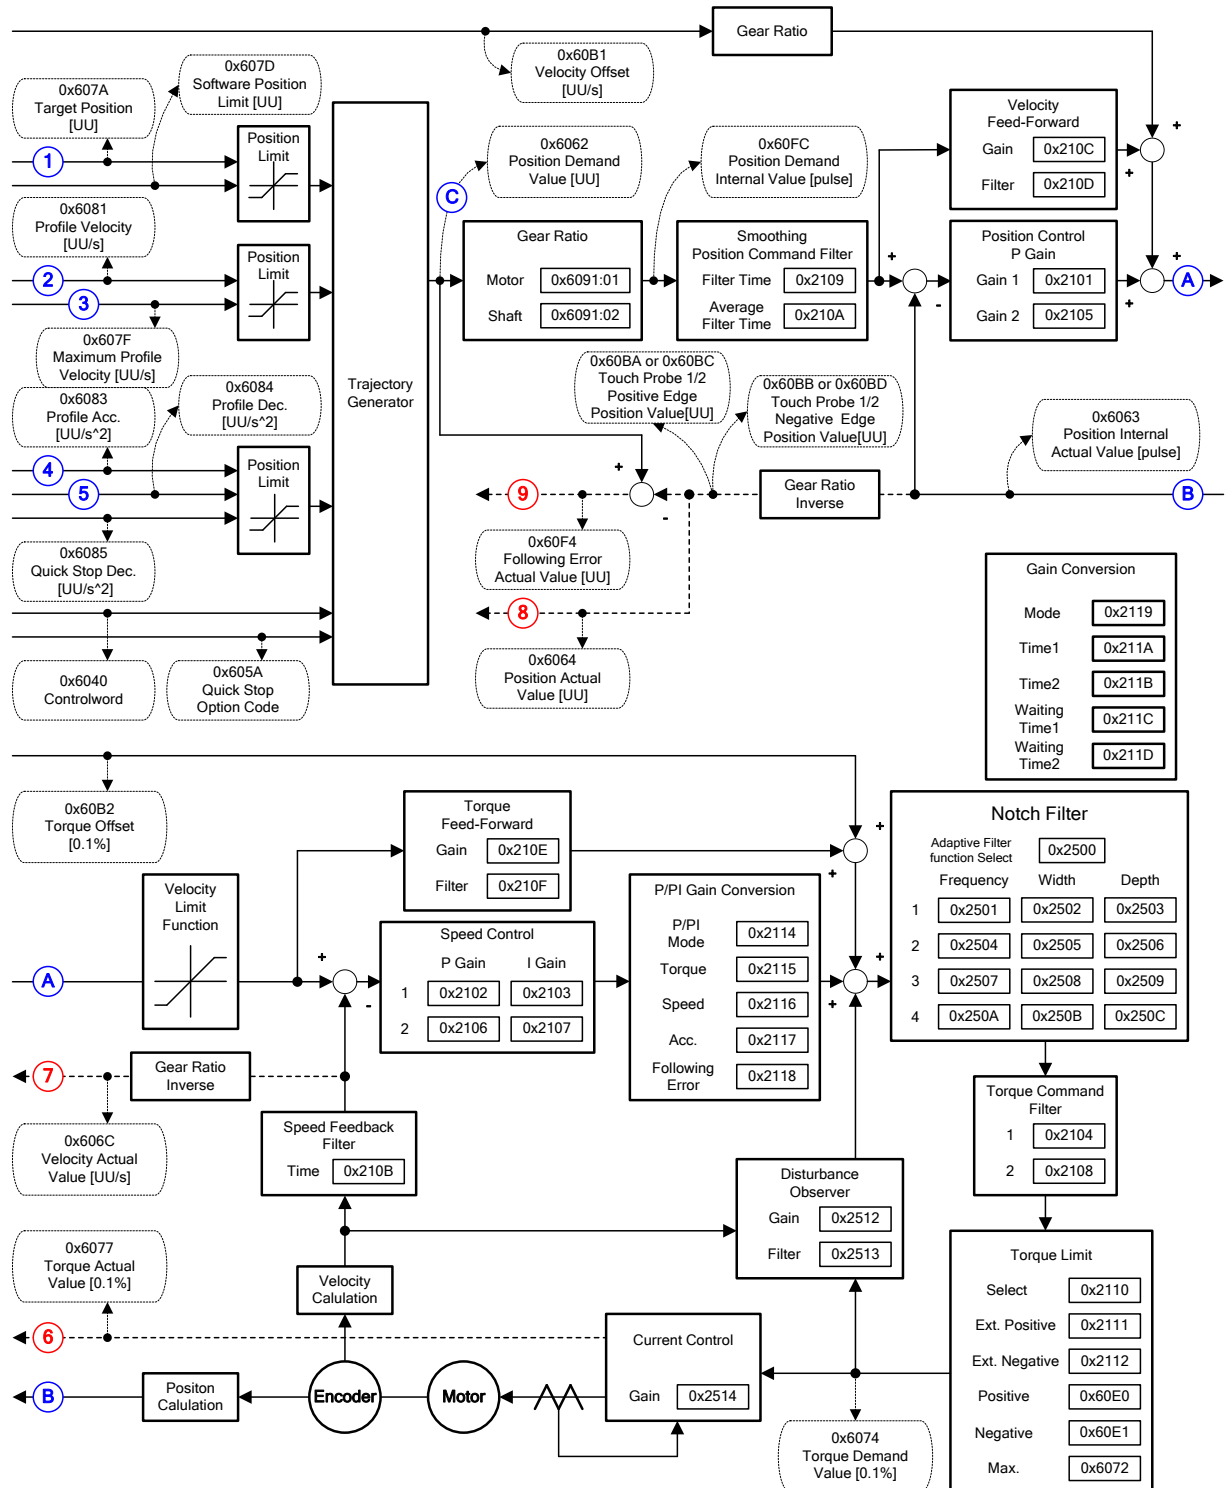 Gear Ratio
0x60B1
Velocity Offset
[UU/s]
0x607D
Software Position
Limit [UU]
0x607A
Target Position
[UU]
1
Position
Limit
0x6081
Profile Velocity
[UU/s]
2
3
Position
Limit
0x607F
Maximum Profile
Velocity [UU/s]
0x6083
Profile Acc.
[UU/s^2]
0x6084
Profile Dec.
[UU/s^2]
4
5
Position
Limit
0x6085
Quick Stop Dec.
[UU/s^2]
0x6040
Controlword
0x605A
Quick Stop
Option Code
Trajectory
Generator
C
0x6062
Position Demand
Value [UU]
0x60FC
Position Demand
Internal Value [pulse]
Gear Ratio
Motor 0x6091:01
Shaft 0x6091:02
Smoothing
Position Command Filter
Filter Time 0x2109
Average
Filter Time 0x210A
Velocity
Feed-Forward
Gain 0x210C
Filter 0x210D
+
+
+
Position Control
P Gain
Gain 1 0x2101
Gain 2 0x2105
+
-
+
+
A
0x60BA or 0x60BC
Touch Probe 1/2
Positive Edge
Position Value[UU]
0x60BB or 0x60BD
Touch Probe 1/2
Negative Edge
Position Value[UU]
0x6063
Position Internal
Actual Value [pulse]
+
-
9
Gear Ratio
Inverse
B
0x60F4
Following Error
Actual Value [UU]
8
0x6064
Position Actual
Value [UU]
Gain Conversion
Mode 0x2119
Time1 0x211A
Time2 0x211B
Waiting
Time1 0x211C
Waiting
Time2 0x211D
0x60B2
Torque Offset
[0.1%]
Torque
Feed-Forward
Gain 0x210E
Filter 0x210F
+
+
Velocity
Limit
Function
A
+
-
Speed Control
P Gain I Gain
1 0x2102 0x2103
2 0x2106 0x2107
P/PI Gain Conversion
P/PI
Mode 0x2114
Torque 0x2115
Speed 0x2116
Acc. 0x2117
Following
Error 0x2118
+
+
Notch Filter
Adaptive Filter
function Select 0x2500
Frequency Width Depth
1 0x2501 0x2502 0x2503
2 0x2504 0x2505 0x2506
3 0x2507 0x2508 0x2509
4 0x250A 0x250B 0x250C
7
Gear Ratio
Inverse
0x606C
Velocity Actual
Value [UU/s]
Speed Feedback
Filter
Time 0x210B
Torque Command
Filter
1 0x2104
2 0x2108
Disturbance
Observer
Gain 0x2512
Filter 0x2513
0x6077
Torque Actual
Value [0.1%]
Velocity
Calulation
6
Current Control
Gain 0x2514
B
Positon
Calulation
Encoder
Motor
0x6074
Torque Demand
Value [0.1%]
Torque Limit
Select 0x2110
Ext. Positive 0x2111
Ext. Negative 0x2112
Positive 0x60E0
Negative 0x60E1
Max. 0x6072